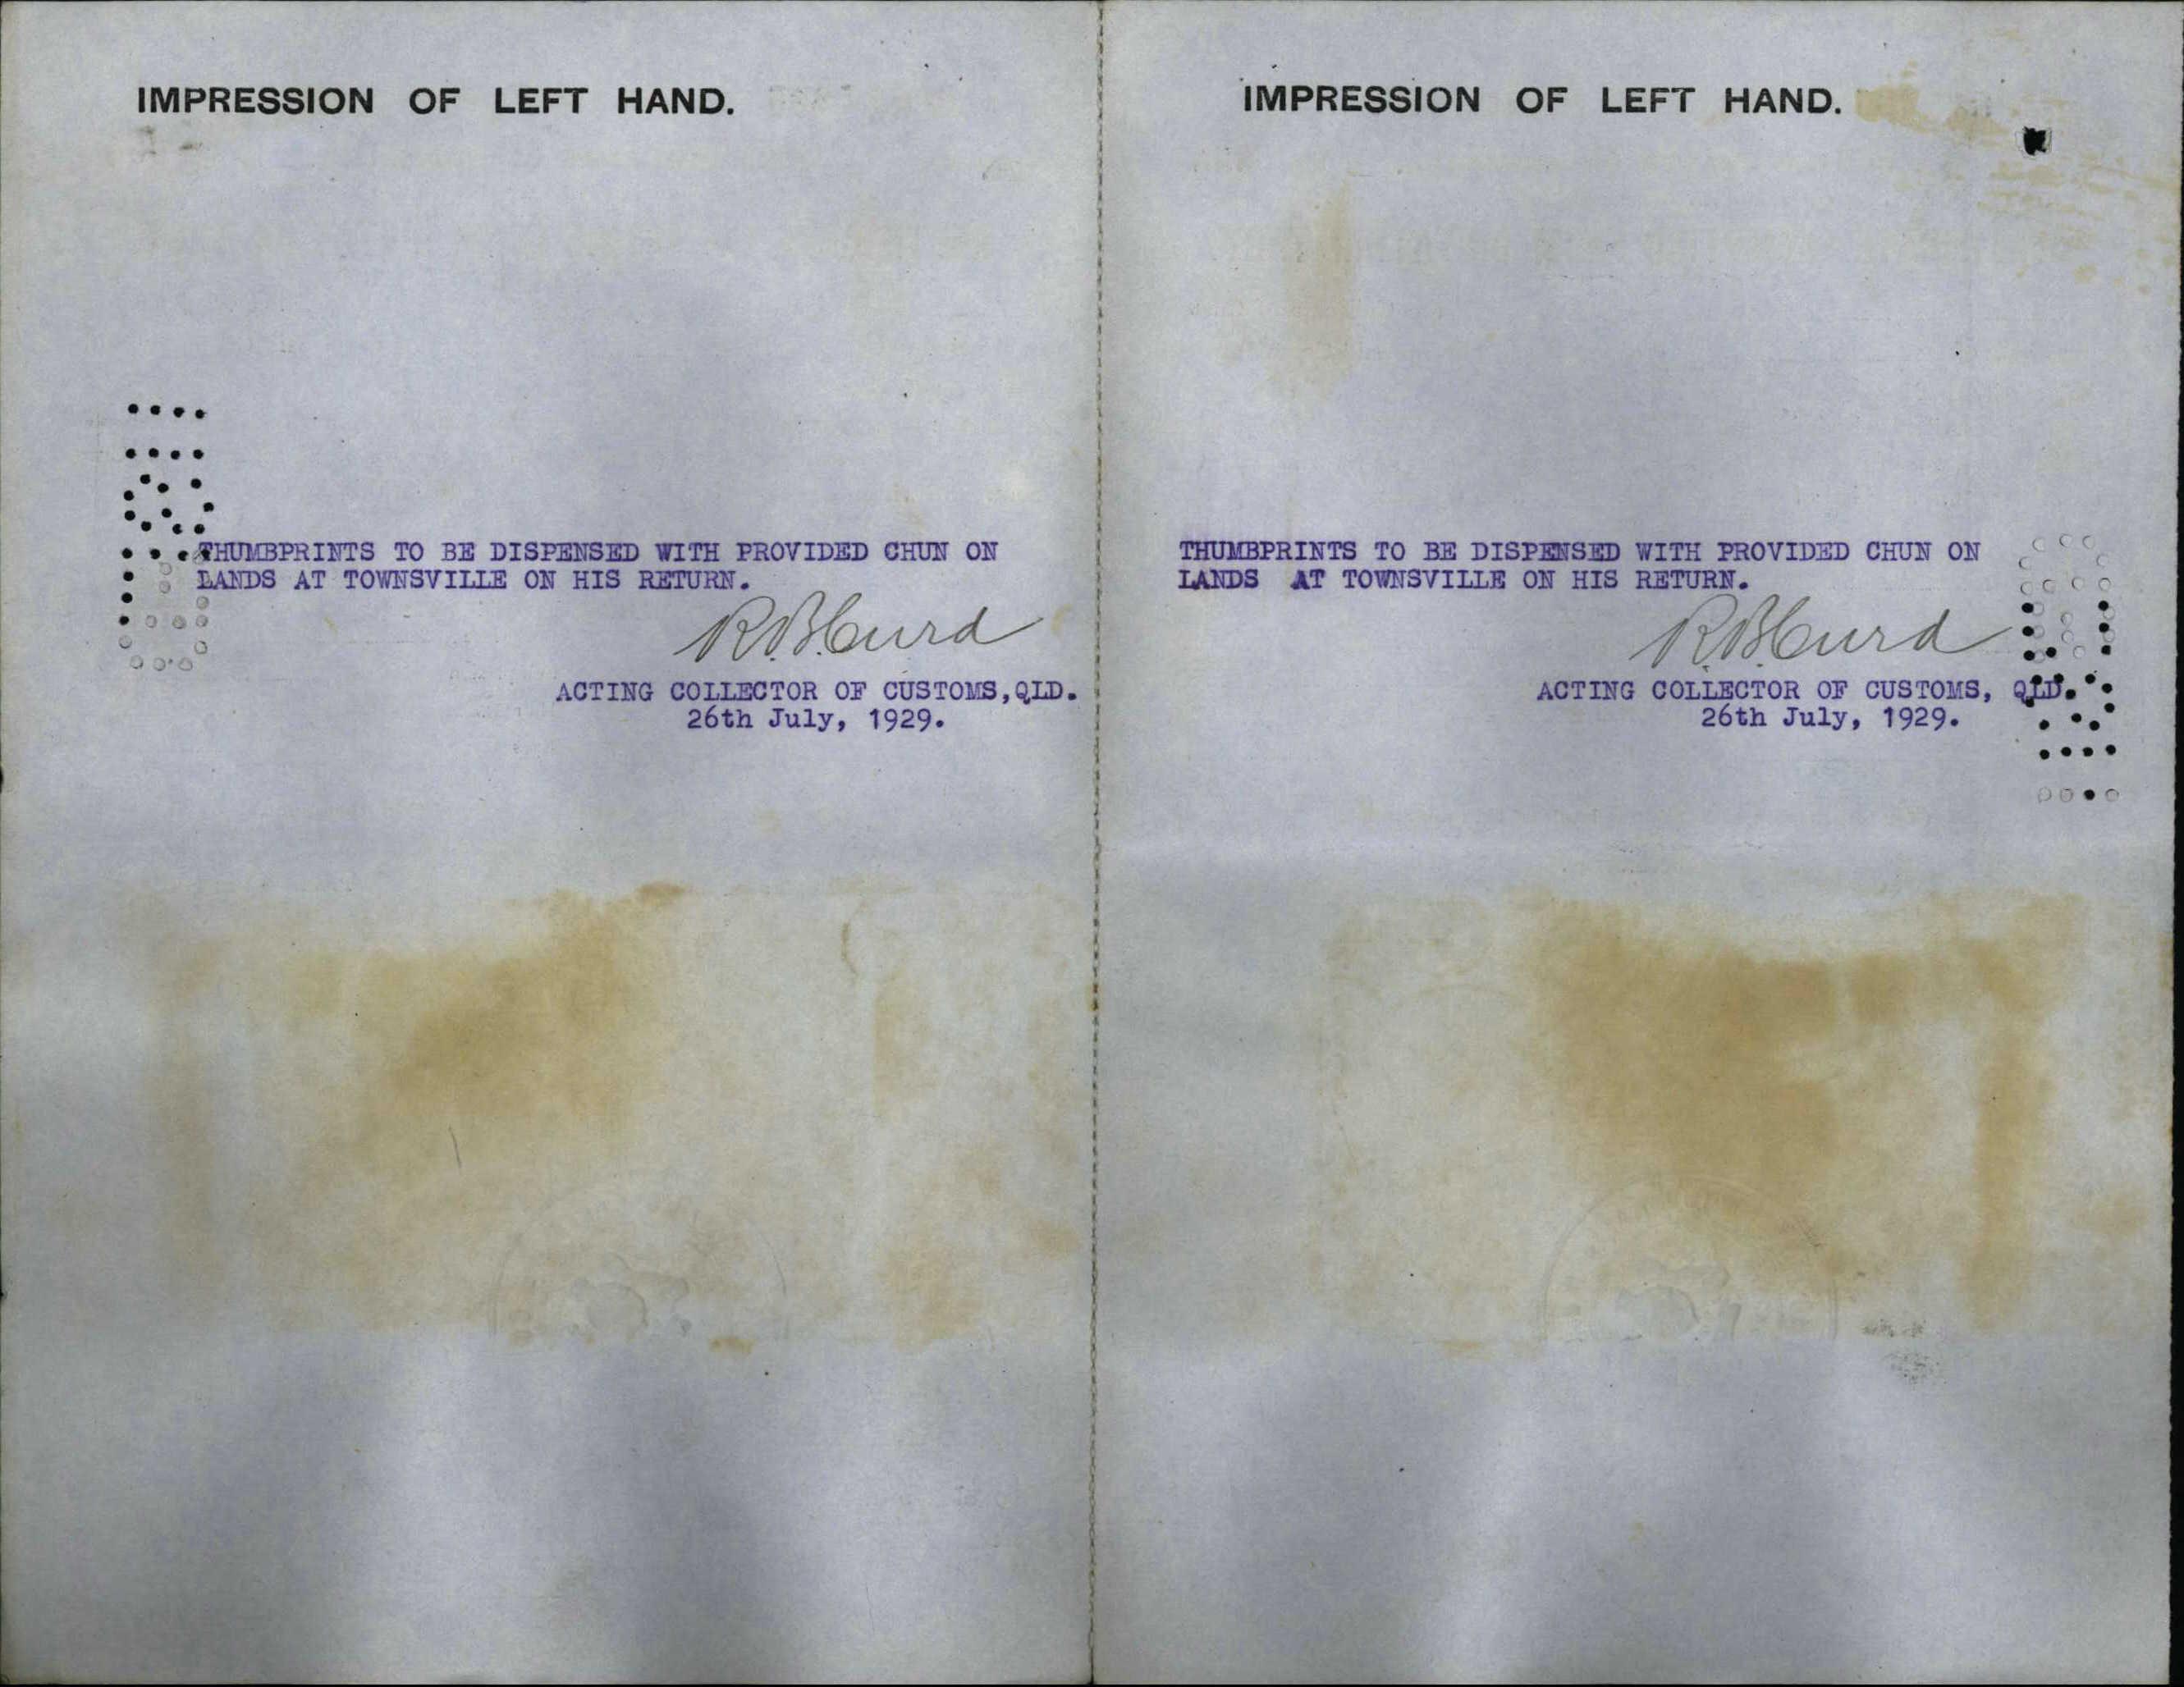 IMPRESSION OF LEFT HAND.
THUMBPRINTS TO BE DISPENSED WITH PROVIDED CHUN ON
LANDS AT TOWNSVILLE ON HIS RETURN.
R.B.Curd
ACTING COLLECTOR OF CUSTOMS,QLD.
26th July, 1929.
IMPRESSION OF LEFT HAND.
THUMBPRINTS TO BE DISPENSED WITH PROVIDED CHUN ON
LANDS AT TOWNSVILLE ON HIS RETURN.
R.B.Curd
ACTING COLLECTOR OF CUSTOMS, QLD.
26th July, 1929.